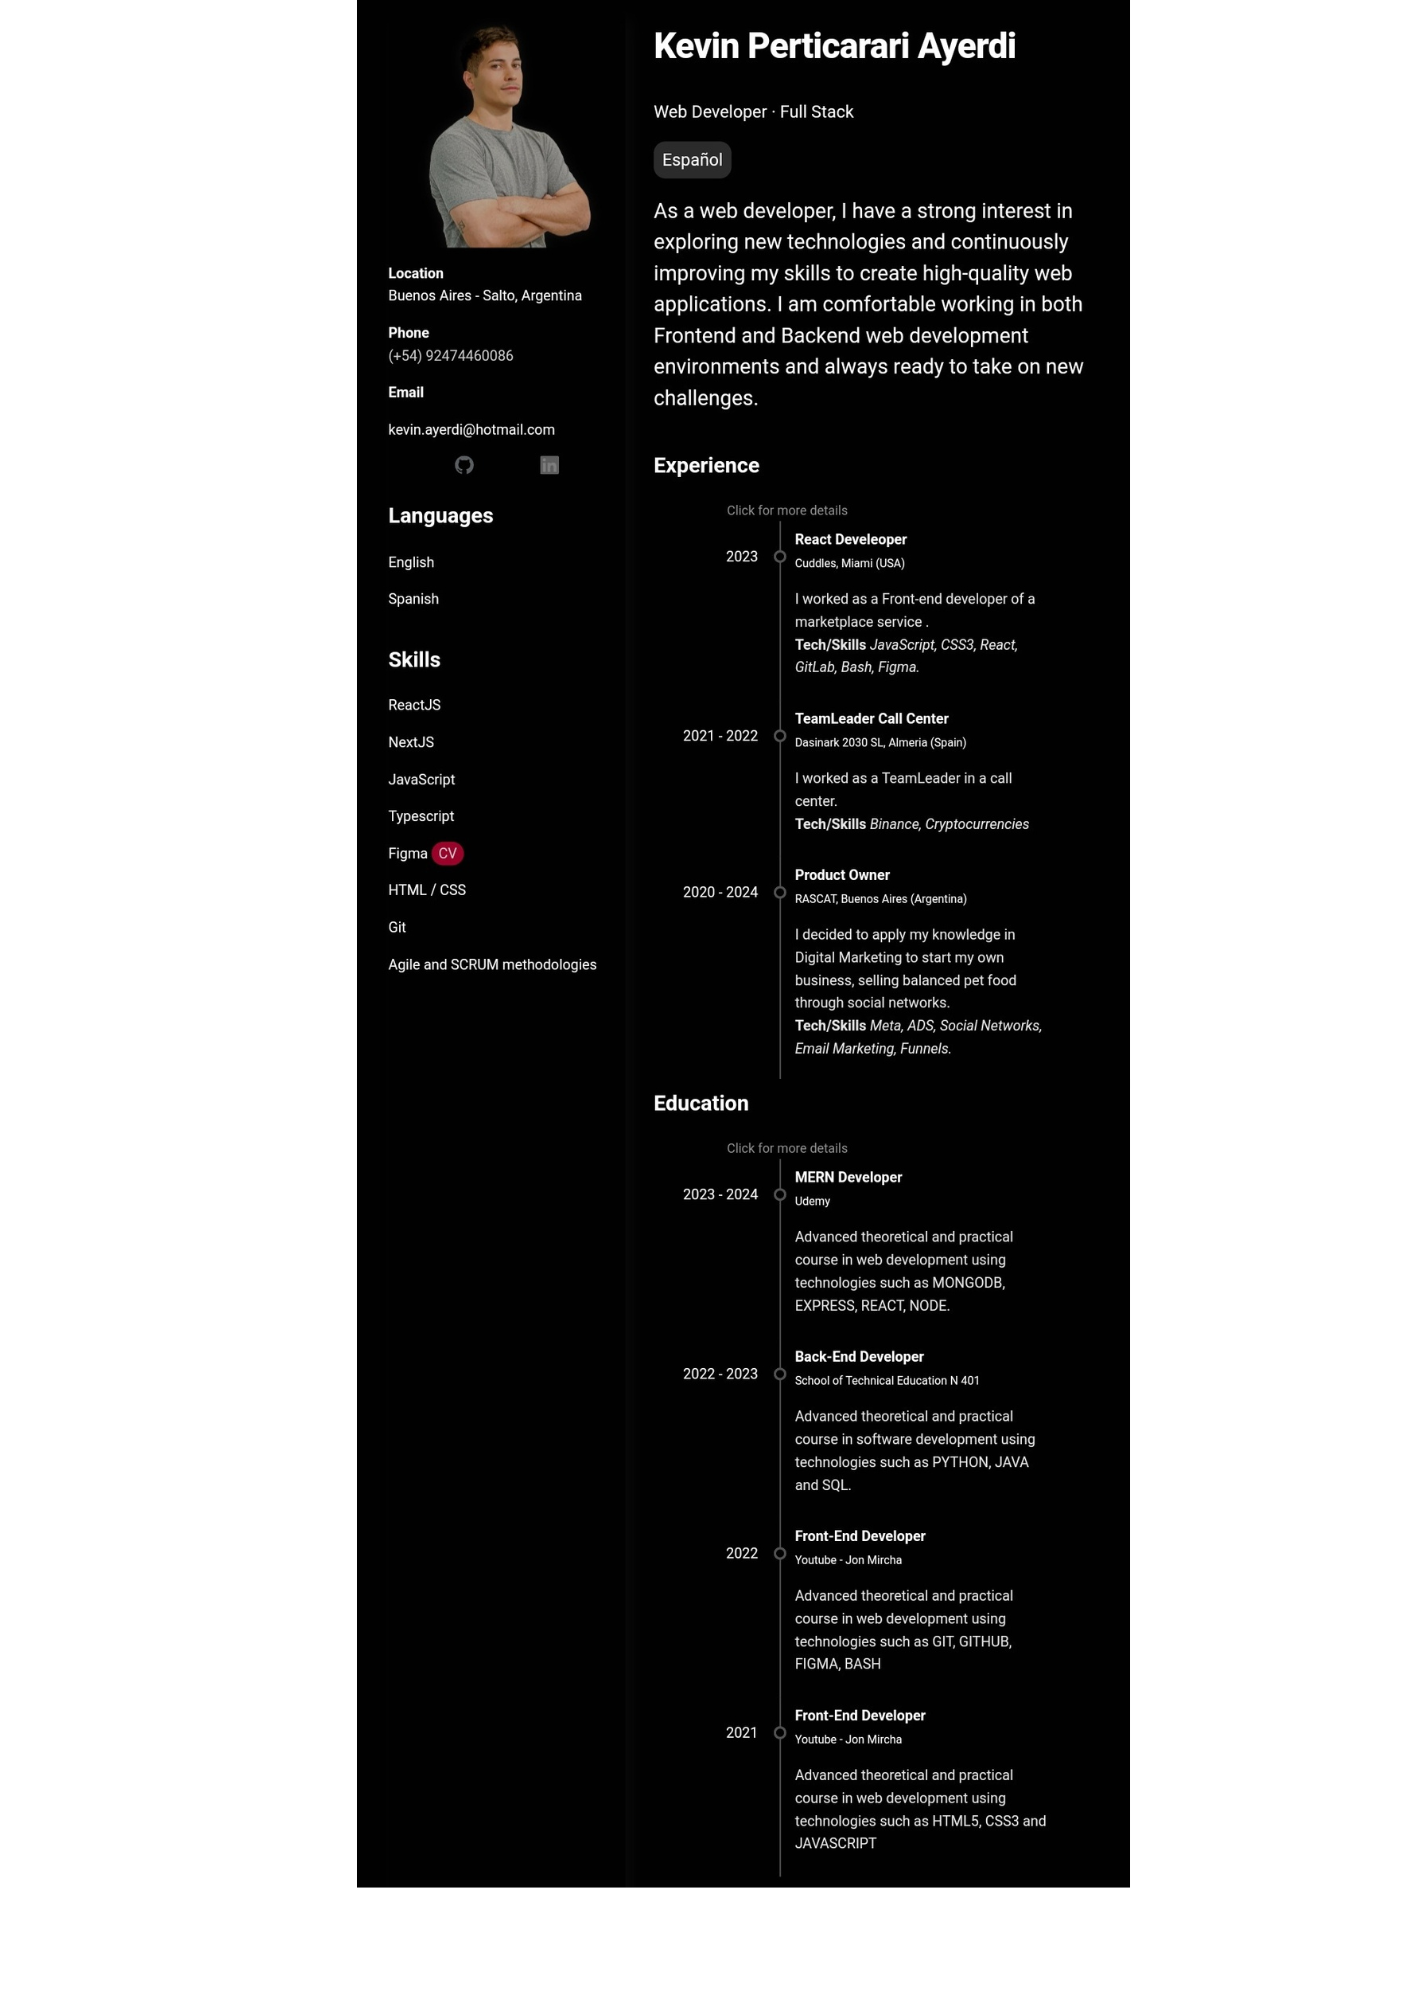 Kevin Perticarari Ayerdi
Web Developer · Full Stack
Español
As a web developer, I have a strong interest in
exploring new technologies and continuously
improving my skills to create high-quality web
applications. I am comfortable working in both
Frontend and Backend web development
environments and always ready to take on new
challenges.
Location
Buenos Aires - Salto, Argentina
Phone
(+54) 92474460086
Email
kevin.ayerdi@hotmail.com
in
Languages
English
Spanish
Skills
ReactJS
NextJS
JavaScript
Typescript
Figma CV
HTML / CSS
Git
Agile and SCRUM methodologies
Experience
Click for more details
2023
React Develeoper
Cuddles, Miami (USA)
I worked as a Front-end developer of a
marketplace service .
Tech/Skills JavaScript, CSS3, React,
GitLab, Bash, Figma.
2021 - 2022
TeamLeader Call Center
Dasinark 2030 SL, Almeria (Spain)
I worked as a TeamLeader in a call
center.
Tech/Skills Binance, Cryptocurrencies
2020 - 2024
Product Owner
RASCAT, Buenos Aires (Argentina)
I decided to apply my knowledge in
Digital Marketing to start my own
business, selling balanced pet food
through social networks.
Tech/Skills Meta, ADS, Social Networks,
Email Marketing, Funnels.
Education
Click for more details
2023 - 2024
MERN Developer
Udemy
Advanced theoretical and practical
course in web development using
technologies such as MONGODB,
EXPRESS, REACT, NODE.
2022 - 2023
Back-End Developer
School of Technical Education N 401
Advanced theoretical and practical
course in software development using
technologies such as PYTHON, JAVA
and SQL.
2022
Front-End Developer
Youtube - Jon Mircha
Advanced theoretical and practical
course in web development using
technologies such as GIT, GITHUB,
FIGMA, BASH
2021
Front-End Developer
Youtube - Jon Mircha
Advanced theoretical and practical
course in web development using
technologies such as HTML5, CSS3 and
JAVASCRIPT